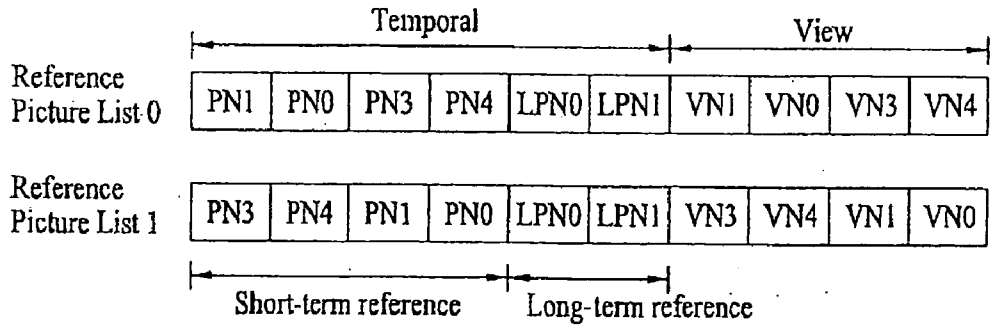 Temporal View
Reference
Picture List 0 PN1 PN0 PN3 PN4 LPN0 LPN1 VN1 VN0 VN3 VN4
Reference
Picture List 1 PN3 PN4 PN1 PN0 LPN0 LPN1 VN3 VN4 VN1 VN0
Short-term reference Long-term reference